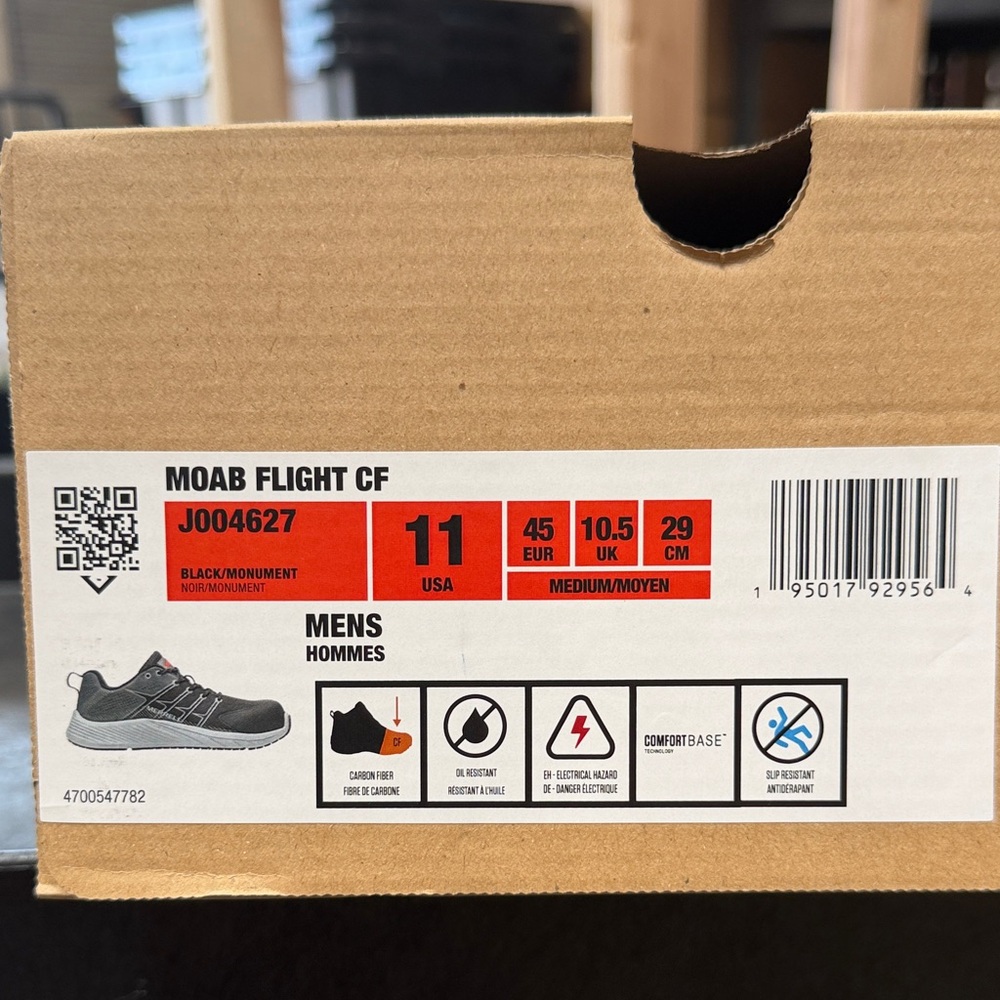 MOAB FLIGHT CF
J004627
BLACK/MONUMENT
NOIR/MONUMENT
11
USA
45
EUR
10.5
UK
29
CM
MEDIUM/MOYEN
1 95017 92956 4
MENS
HOMMES
MERRELL
4700547782
CF
CARBON FIBER
FIBRE DE CARBONE
OIL RESISTANT
RÉSISTANT À L'HUILE
EH - ELECTRICAL HAZARD
DE - DANGER ÉLECTRIQUE
COMFORTBASE™
TECHNOLOGY
SLIP RESISTANT
ANTIDÉRAPANT